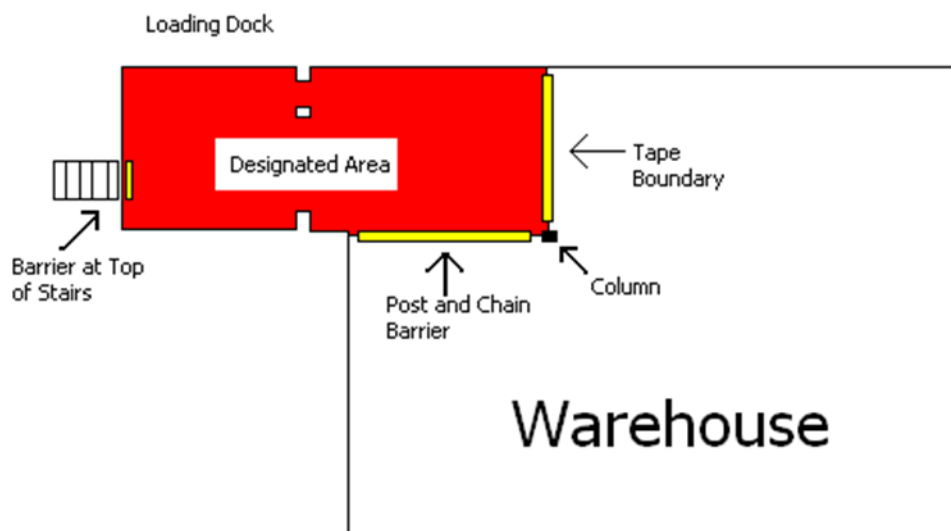 Loading Dock
Designated Area
Tape
Boundary
Barrier at Top
of Stairs
Column
Post and Chain
Barrier
Warehouse